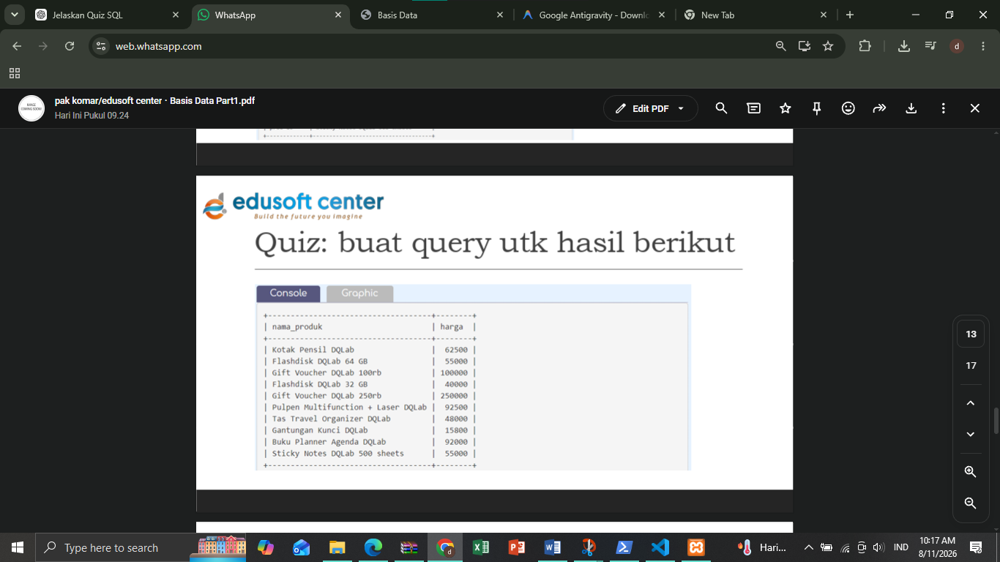 Jelaskan Quiz SQL
WhatsApp
Basis Data
Google Antigravity - Downlo
New Tab
web.whatsapp.com
d
pak komar/edusoft center · Basis Data Part1.pdf
Hari Ini Pukul 09.24
Edit PDF
edusoft center
Build the future you imagine
Quiz: buat query utk hasil berikut
Console Graphic
+----------------------------------+--------+
| nama_produk | harga |
+----------------------------------+--------+
| Kotak Pensil DQLab | 62500 |
| Flashdisk DQLab 64 GB | 55000 |
| Gift Voucher DQLab 100rb | 100000 |
| Flashdisk DQLab 32 GB | 40000 |
| Gift Voucher DQLab 250rb | 250000 |
| Pulpen Multifunction + Laser DQLab | 92500 |
| Tas Travel Organizer DQLab | 48000 |
| Gantungan Kunci DQLab | 15800 |
| Buku Planner Agenda DQLab | 92000 |
| Sticky Notes DQLab 500 sheets | 55000 |
+----------------------------------+--------+
13
17
Type here to search
Hari...
IND
10:17 AM
8/11/2026